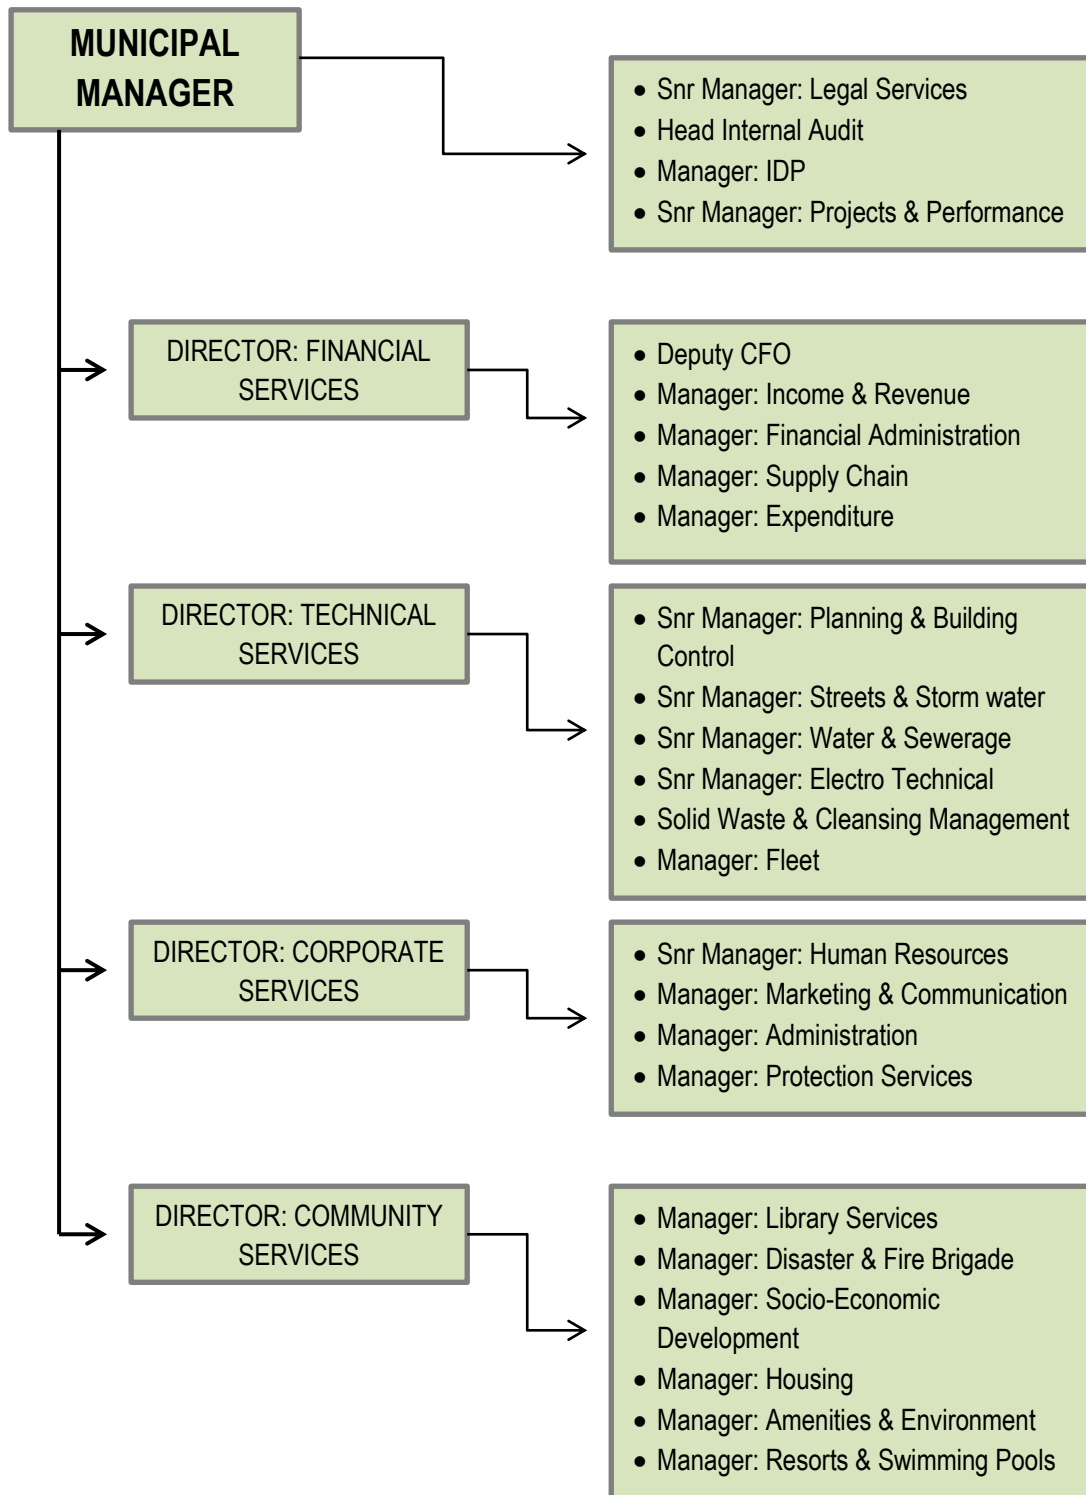 MUNICIPAL
MANAGER
• Snr Manager: Legal Services
• Head Internal Audit
• Manager: IDP
• Snr Manager: Projects & Performance
DIRECTOR: FINANCIAL
SERVICES
• Deputy CFO
• Manager: Income & Revenue
• Manager: Financial Administration
• Manager: Supply Chain
• Manager: Expenditure
DIRECTOR: TECHNICAL
SERVICES
• Snr Manager: Planning & Building
Control
• Snr Manager: Streets & Storm water
• Snr Manager: Water & Sewerage
• Snr Manager: Electro Technical
• Solid Waste & Cleansing Management
• Manager: Fleet
DIRECTOR: CORPORATE
SERVICES
• Snr Manager: Human Resources
• Manager: Marketing & Communication
• Manager: Administration
• Manager: Protection Services
DIRECTOR: COMMUNITY
SERVICES
• Manager: Library Services
• Manager: Disaster & Fire Brigade
• Manager: Socio-Economic
Development
• Manager: Housing
• Manager: Amenities & Environment
• Manager: Resorts & Swimming Pools